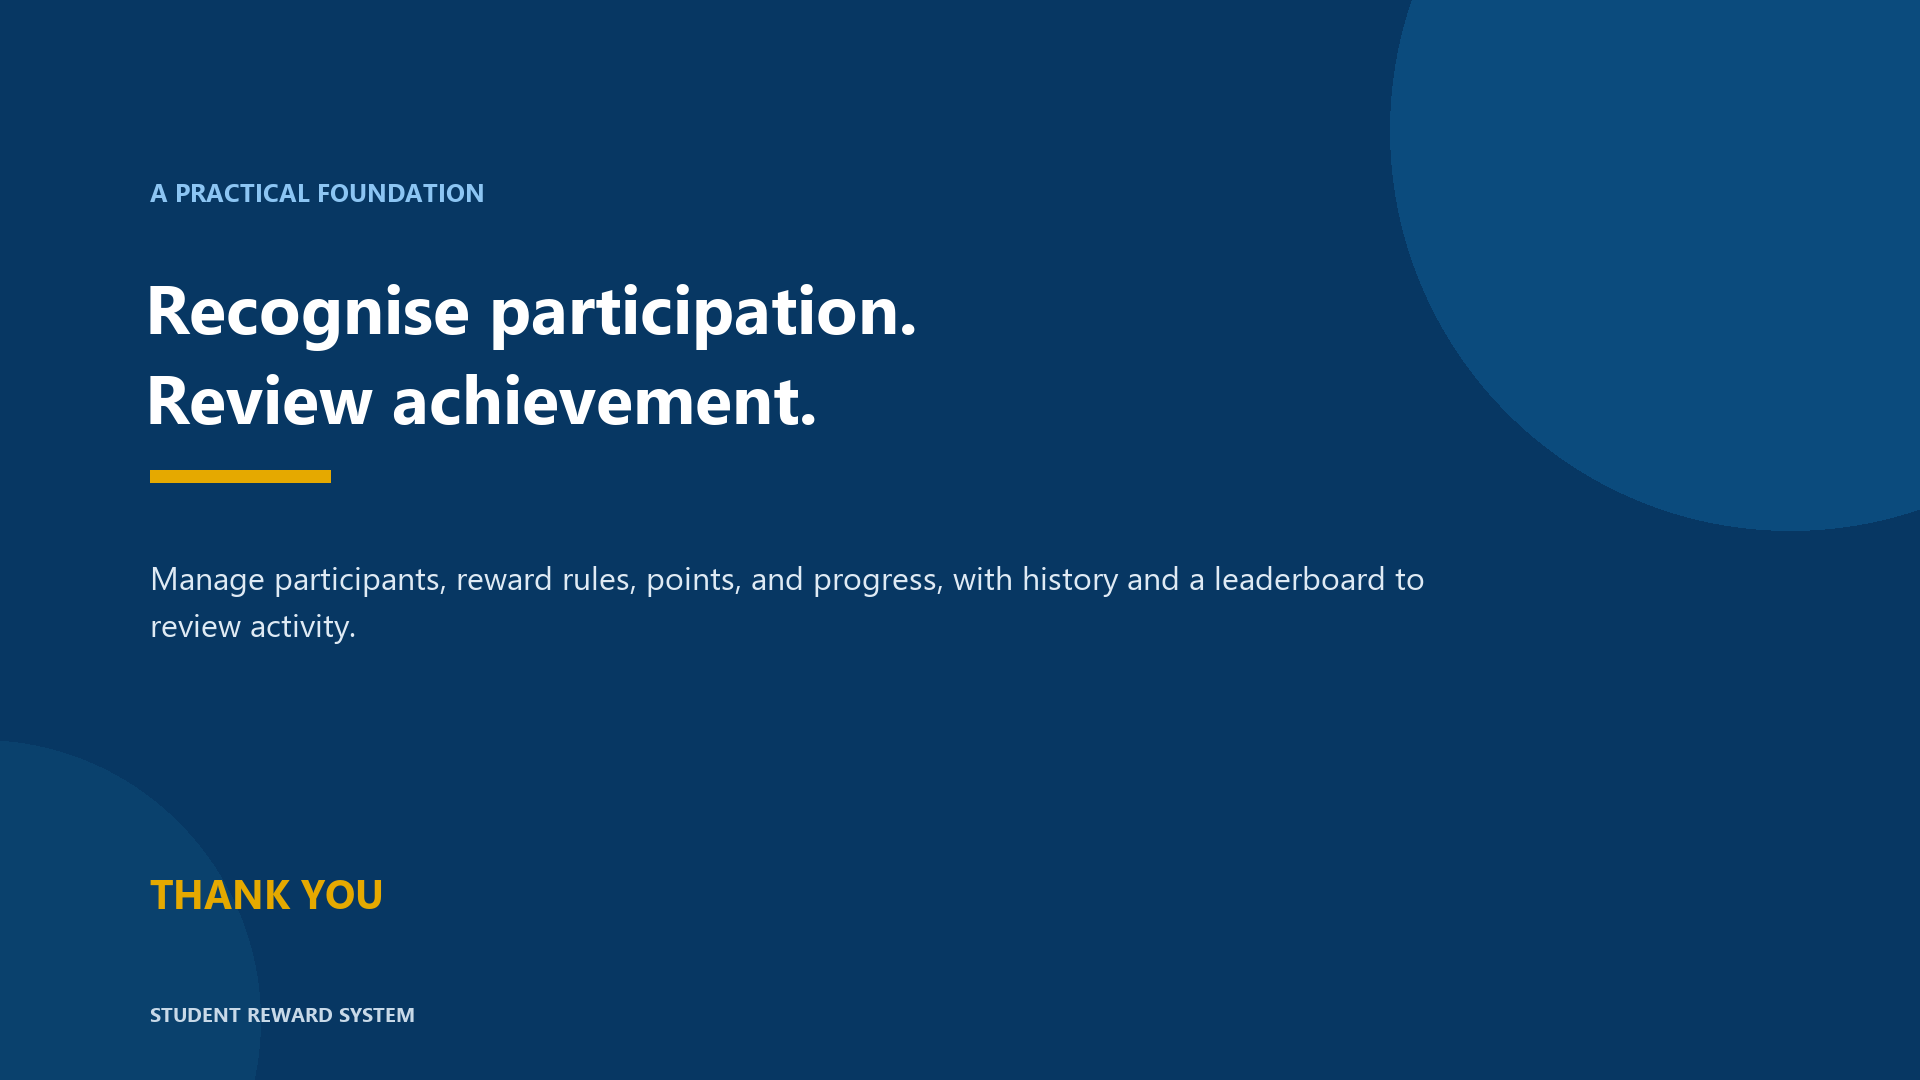 A PRACTICAL FOUNDATION
Recognise participation.
Review achievement.
Manage participants, reward rules, points, and progress, with history and a leaderboard to
review activity.
THANK YOU
STUDENT REWARD SYSTEM